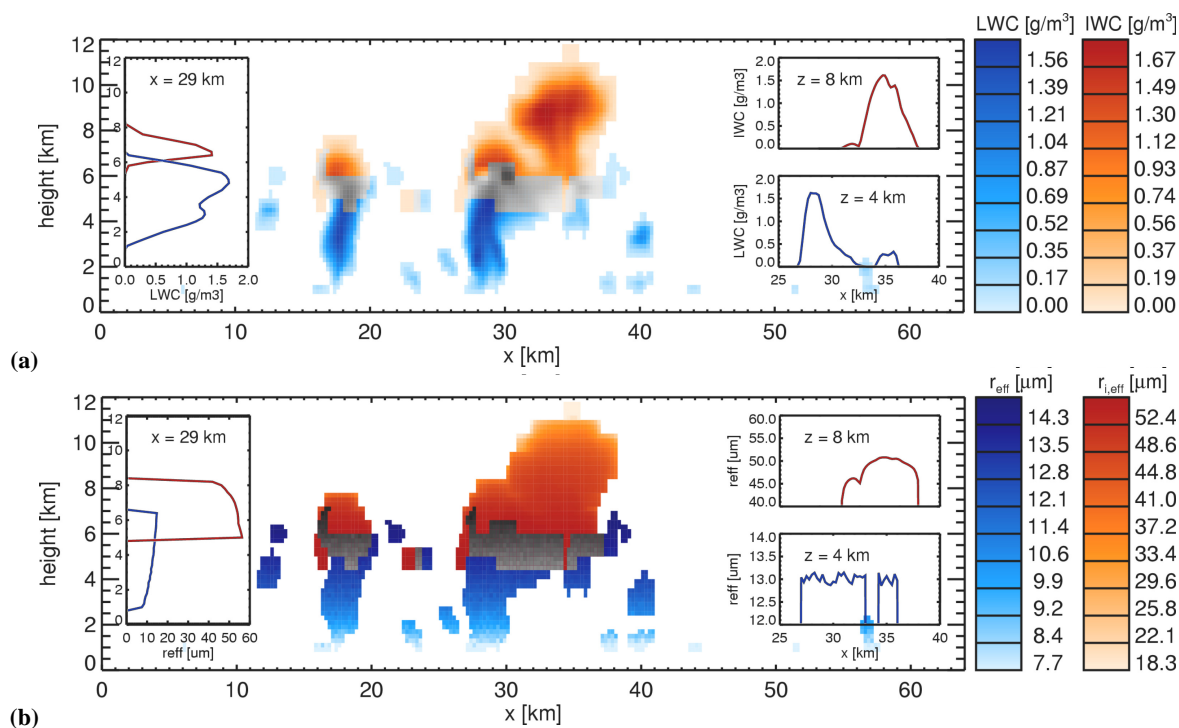 LWC [g/m³] IWC [g/m³]
12
10
8
6
4
2
0
height [km]
0 10 20 30 40 50 60
x [km]
x = 29 km
12
10
8
6
4
2
0
0.0 0.5 1.0 1.5 2.0
LWC [g/m3]
z = 8 km
IWC [g/m3]
2.0
1.5
1.0
0.5
0.0
z = 4 km
LWC [g/m3]
2.0
1.5
1.0
0.5
0.0
25 30 35 40
x [km]
1.56 1.67
1.39 1.49
1.21 1.30
1.04 1.12
0.87 0.93
0.69 0.74
0.52 0.56
0.35 0.37
0.17 0.19
0.00 0.00
(a)
r_eff [µm] r_i,eff [µm]
12
10
8
6
4
2
0
height [km]
0 10 20 30 40 50 60
x [km]
x = 29 km
12
10
8
6
4
2
0
0 10 20 30 40 50 60
reff [um]
z = 8 km
reff [um]
60.0
55.0
50.0
45.0
40.0
z = 4 km
reff [um]
14.0
13.5
13.0
12.5
12.0
25 30 35 40
x [km]
14.3 52.4
13.5 48.6
12.8 44.8
12.1 41.0
11.4 37.2
10.6 33.4
9.9 29.6
9.2 25.8
8.4 22.1
7.7 18.3
(b)